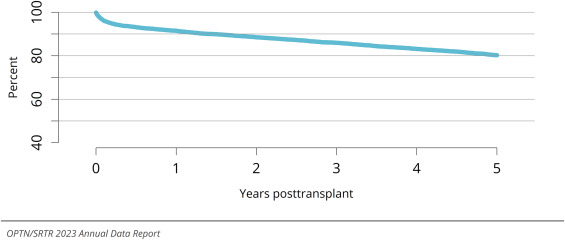 Percent
100
80
60
40
0 1 2 3 4 5
Years posttransplant
OPTN/SRTR 2023 Annual Data Report